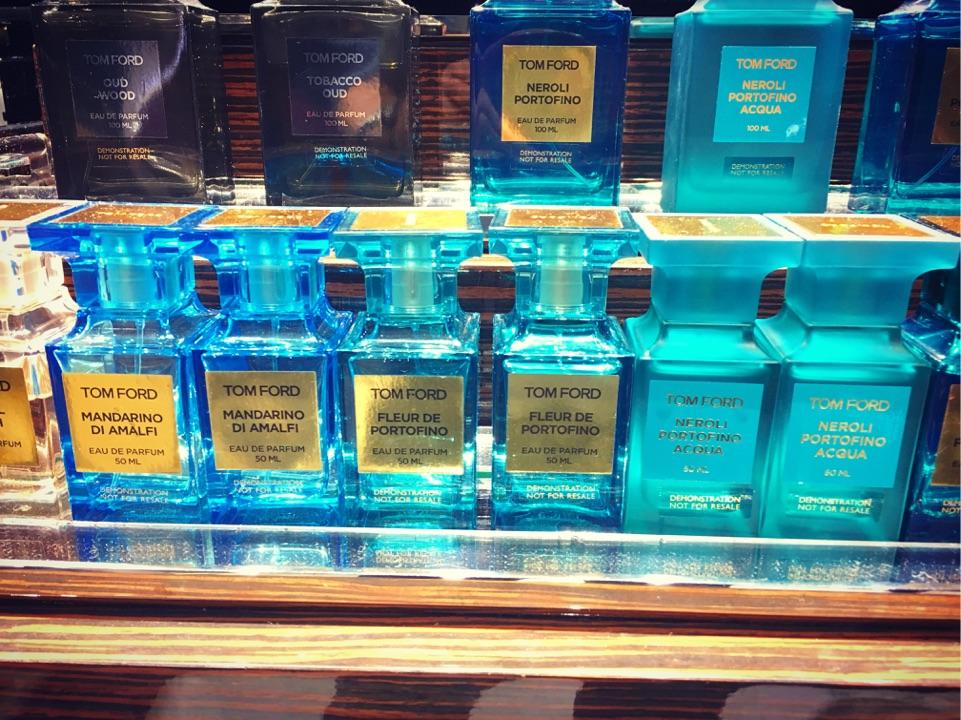 TOM FORD
OUD
WOOD
EAU DE PARFUM
100 ML
DEMONSTRATION
NOT FOR RESALE
TOM FORD
TOBACCO
OUD
EAU DE PARFUM
100 ML
DEMONSTRATION
NOT FOR RESALE
TOM FORD
NEROLI
PORTOFINO
EAU DE PARFUM
100 ML
DEMONSTRATION
NOT FOR RESALE
TOM FORD
NEROLI
PORTOFINO
ACQUA
100 ML
DEMONSTRATION
NOT FOR RESALE
TOM FORD
MANDARINO
DI AMALFI
EAU DE PARFUM
50 ML
DEMONSTRATION
NOT FOR RESALE
TOM FORD
MANDARINO
DI AMALFI
EAU DE PARFUM
50 ML
DEMONSTRATION
NOT FOR RESALE
TOM FORD
FLEUR DE
PORTOFINO
EAU DE PARFUM
50 ML
DEMONSTRATION
NOT FOR RESALE
TOM FORD
FLEUR DE
PORTOFINO
EAU DE PARFUM
50 ML
DEMONSTRATION
NOT FOR RESALE
TOM FORD
NEROLI
PORTOFINO
ACQUA
50 ML
DEMONSTRATION
NOT FOR RESALE
TOM FORD
NEROLI
PORTOFINO
ACQUA
50 ML
DEMONSTRATION
NOT FOR RESALE